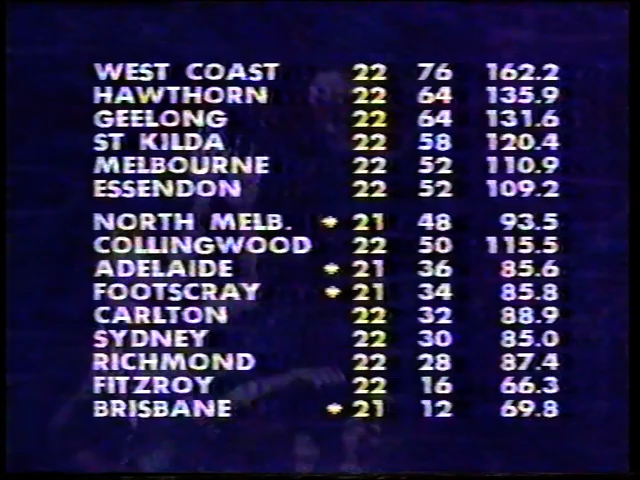 WEST COAST 22 76 162.2
HAWTHORN 22 64 135.9
GEELONG 22 64 131.6
ST KILDA 22 58 120.4
MELBOURNE 22 52 110.9
ESSENDON 22 52 109.2
NORTH MELB. * 21 48 93.5
COLLINGWOOD 22 50 115.5
ADELAIDE * 21 36 85.6
FOOTSCRAY * 21 34 85.8
CARLTON 22 32 88.9
SYDNEY 22 30 85.0
RICHMOND 22 28 87.4
FITZROY 22 16 66.3
BRISBANE * 21 12 69.8